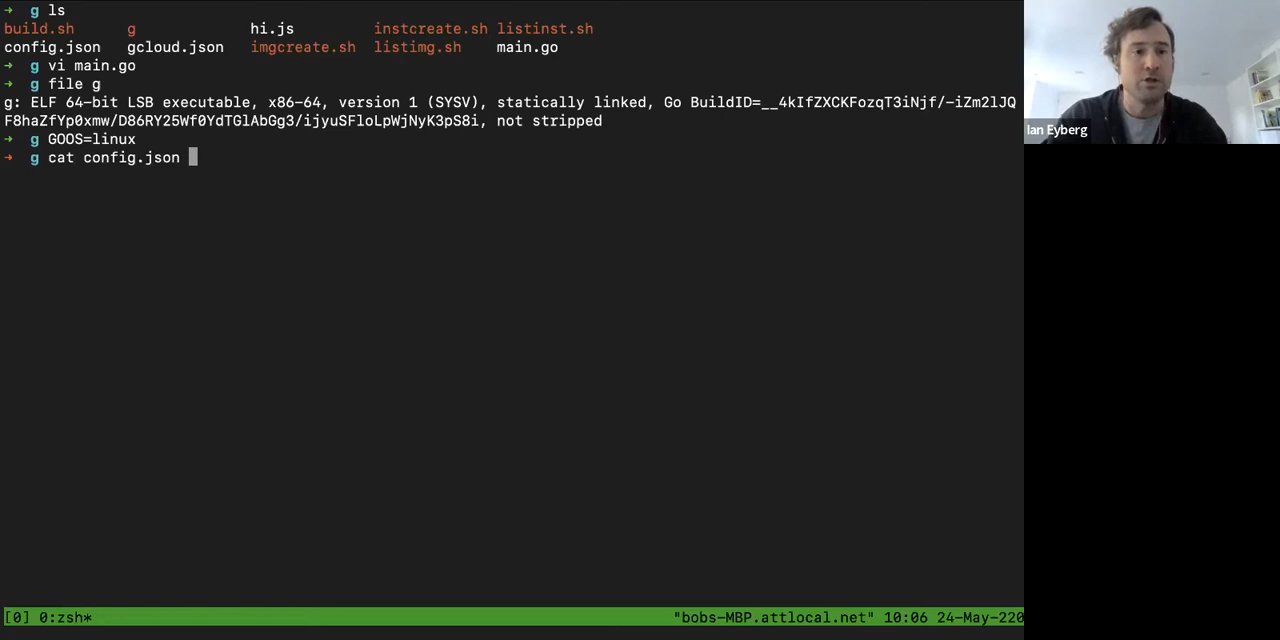 ➜  g ls
build.sh      g             hi.js         instcreate.sh listinst.sh
config.json   gcloud.json   imgcreate.sh  listimg.sh    main.go
➜  g vi main.go
➜  g file g
g: ELF 64-bit LSB executable, x86-64, version 1 (SYSV), statically linked, Go BuildID=__4kIfZXCKFozqT3iNjf/-iZm2lJQ
F8haZfYp0xmw/D86RY25Wf0YdTGlAbGg3/ijyuSFloLpWjNyK3pS8i, not stripped
➜  g GOOS=linux
➜  g cat config.json
[0] 0:zsh*
"bobs-MBP.attlocal.net" 10:06 24-May-220
Ian Eyberg